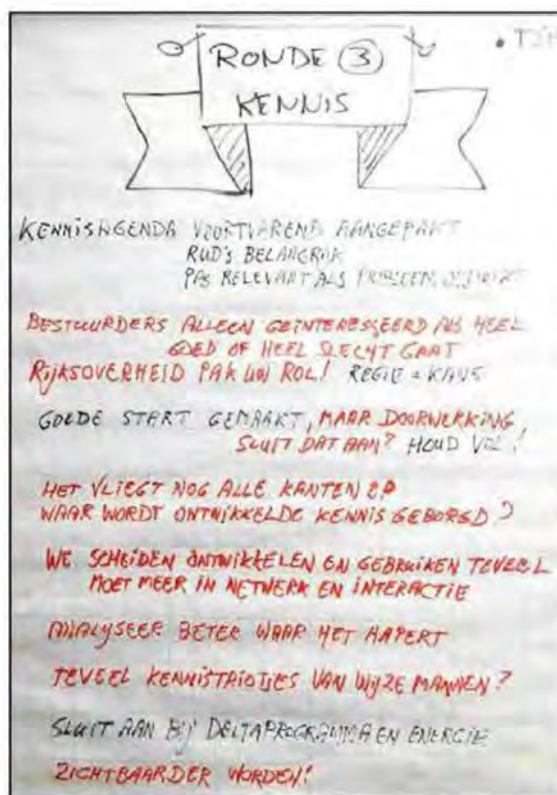 RONDE ③
KENNIS
KENNISAGENDA VOORTVAREND AANGEPAKT
RUD'S BELANGRIJK
PAS RELEVANT ALS PROBLEEM
BESTUURDERS ALLEEN GEÏNTERESSEERD ALS HEEL
GOED OF HEEL SLECHT GAAT
RIJKSOVERHEID PAK UW ROL! REGIE = KANS
GOEDE START GEMAAKT, MAAR DOORWERKING
SLUIT DAT AAN? HOUD VOL!
HET VLIEGT NOG ALLE KANTEN OP
WAAR WORDT ONTWIKKELDE KENNIS GEBORGD?
WE SCHEIDEN ONTWIKKELEN EN GEBRUIKEN TEVEEL
MOET MEER IN NETWERK EN INTERACTIE
ANALYSEER BETER WAAR HET HAPERT
TEVEEL KENNISTRIOTJES VAN WIJZE MANNEN?
SLUIT AAN BIJ DELTAPROGRAMMA EN ENERGIE
ZICHTBAARDER WORDEN!